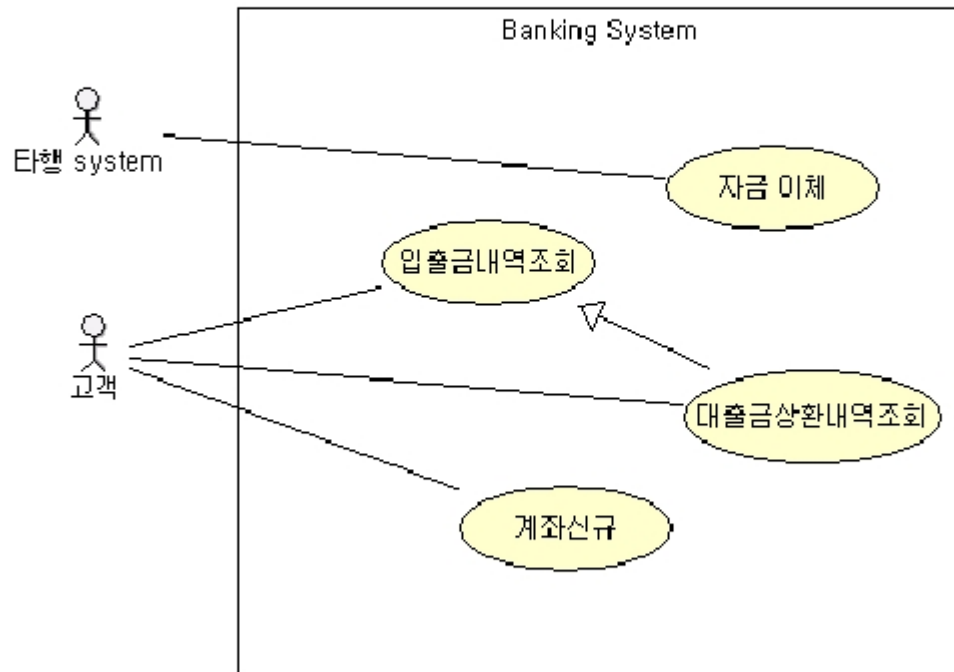 Banking System
타행 system
자금 이체
입출금내역조회
고객
대출금상환내역조회
계좌신규